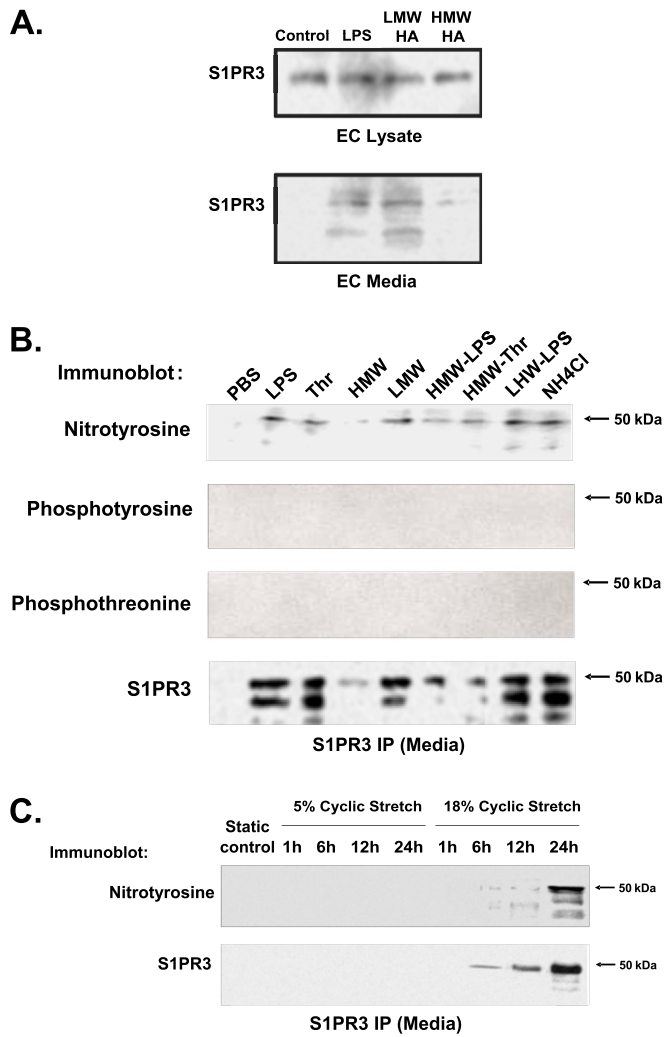 A.
Control LPS LMW HA HMW HA
S1PR3
EC Lysate
S1PR3
EC Media
B.
Immunoblot:
PBS LPS Thr HMW LMW HMW-LPS HMW-Thr LHW-LPS NH4Cl
Nitrotyrosine
50 kDa
Phosphotyrosine
50 kDa
Phosphothreonine
50 kDa
S1PR3
50 kDa
S1PR3 IP (Media)
C.
5% Cyclic Stretch 18% Cyclic Stretch
Static control 1h 6h 12h 24h 1h 6h 12h 24h
Immunoblot:
Nitrotyrosine
50 kDa
S1PR3
50 kDa
S1PR3 IP (Media)